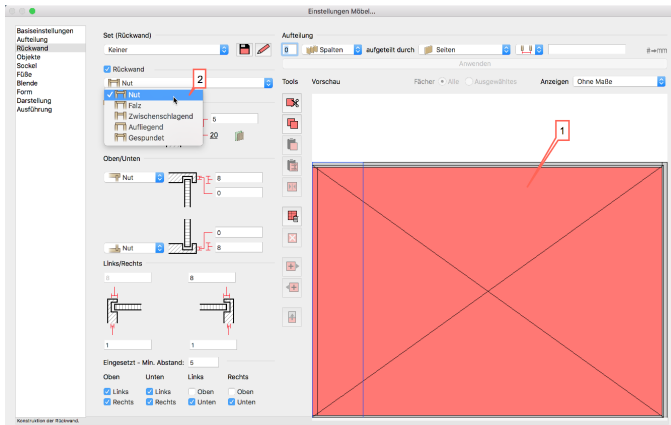 Einstellungen Möbel...
Basiseinstellungen
Aufteilung
Rückwand
Objekte
Sockel
Füße
Blende
Form
Darstellung
Ausführung
Set (Rückwand)
Keiner
Rückwand
Nut
Nut
Falz
Zwischenschlagend
Aufliegend
Gespundet
2
5
20
Oben/Unten
Nut
8
0
0
Nut
8
Links/Rechts
8
8
1
1
Eingesetzt - Min. Abstand: 5
Oben Unten Links Rechts
Links Links Oben Oben
Rechts Rechts Unten Unten
Aufteilung
0 Spalten aufgeteilt durch Seiten #⇒mm
Anwenden
Tools Vorschau Fächer Alle Ausgewähltes Anzeigen Ohne Maße
1
Konstruktion der Rückwand.